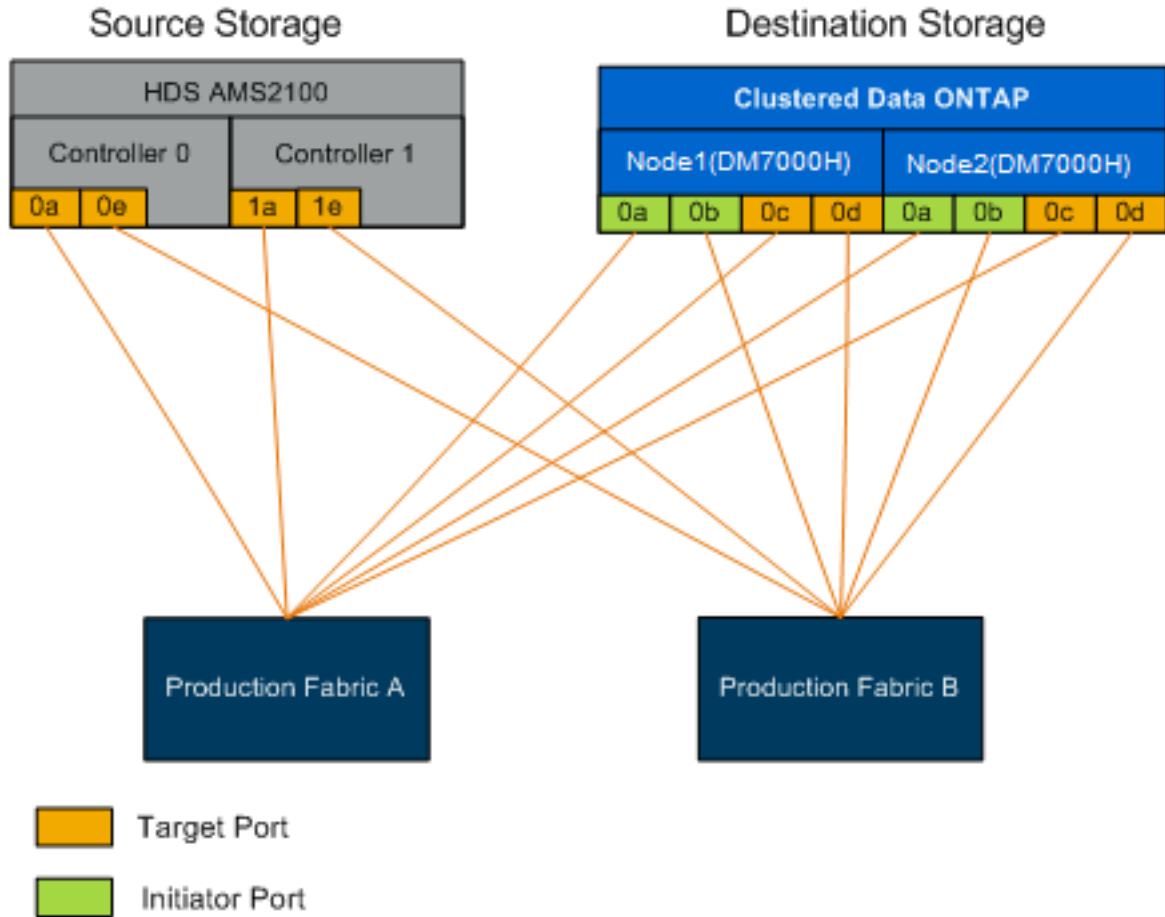 Source Storage
Destination Storage
HDS AMS2100
Clustered Data ONTAP
Controller 0
Controller 1
Node1(DM7000H)
Node2(DM7000H)
0a 0e 1a 1e
0a 0b 0c 0d 0a 0b 0c 0d
Production Fabric A
Production Fabric B
Target Port
Initiator Port